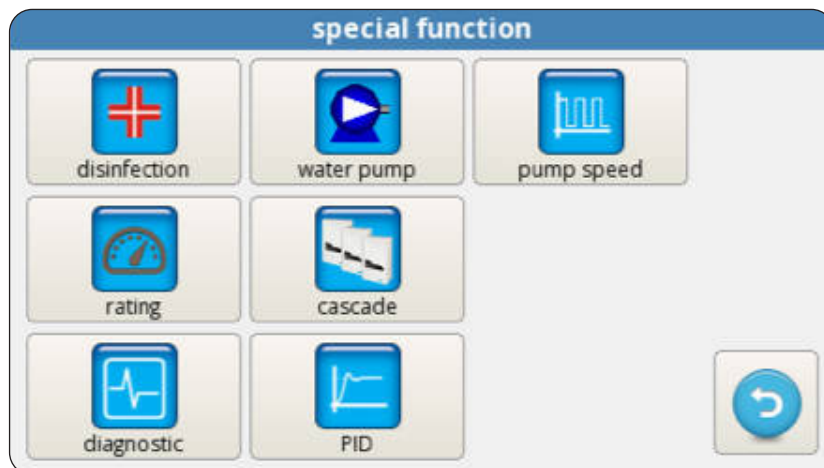 special function
disinfection
water pump
pump speed
rating
cascade
diagnostic
PID